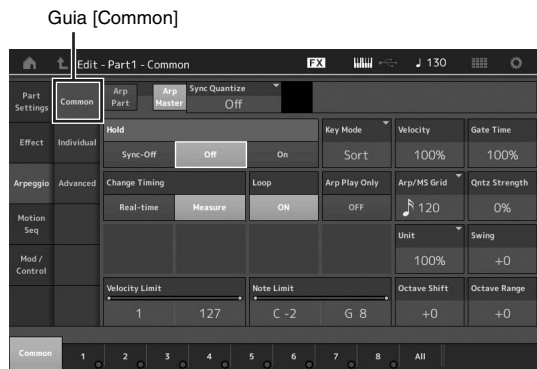 Guia [Common]
Edit - Part1 - Common
FX
130
Part Settings
Common
Arp Part
Arp Master
Sync Quantize
Off
Effect
Individual
Hold
Sync-Off
Off
On
Key Mode
Sort
Velocity
100%
Gate Time
100%
Arpeggio
Advanced
Change Timing
Real-time
Measure
Loop
ON
Arp Play Only
OFF
Arp/MS Grid
120
Qntz Strength
0%
Motion Seq
Unit
100%
Swing
+0
Mod / Control
Velocity Limit
1
127
Note Limit
C -2
G 8
Octave Shift
+0
Octave Range
+0
Common
1
2
3
4
5
6
7
8
All